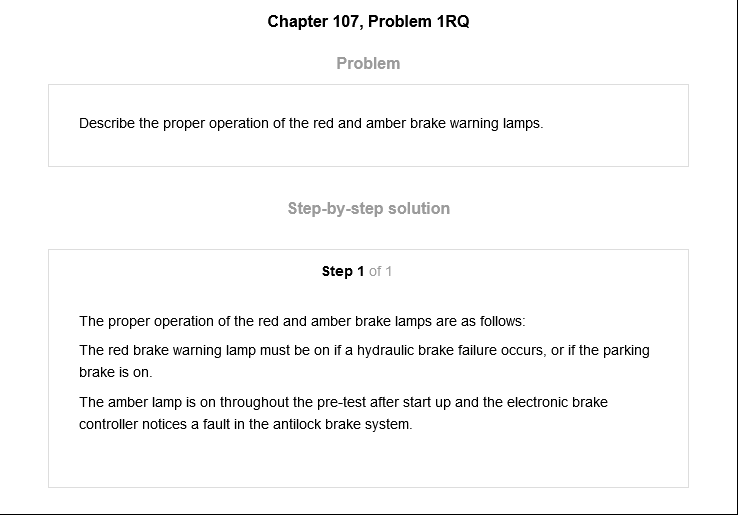 Chapter 107, Problem 1RQ
Problem
Describe the proper operation of the red and amber brake warning lamps.
Step-by-step solution
Step 1 of 1
The proper operation of the red and amber brake lamps are as follows:
The red brake warning lamp must be on if a hydraulic brake failure occurs, or if the parking
brake is on.
The amber lamp is on throughout the pre-test after start up and the electronic brake
controller notices a fault in the antilock brake system.